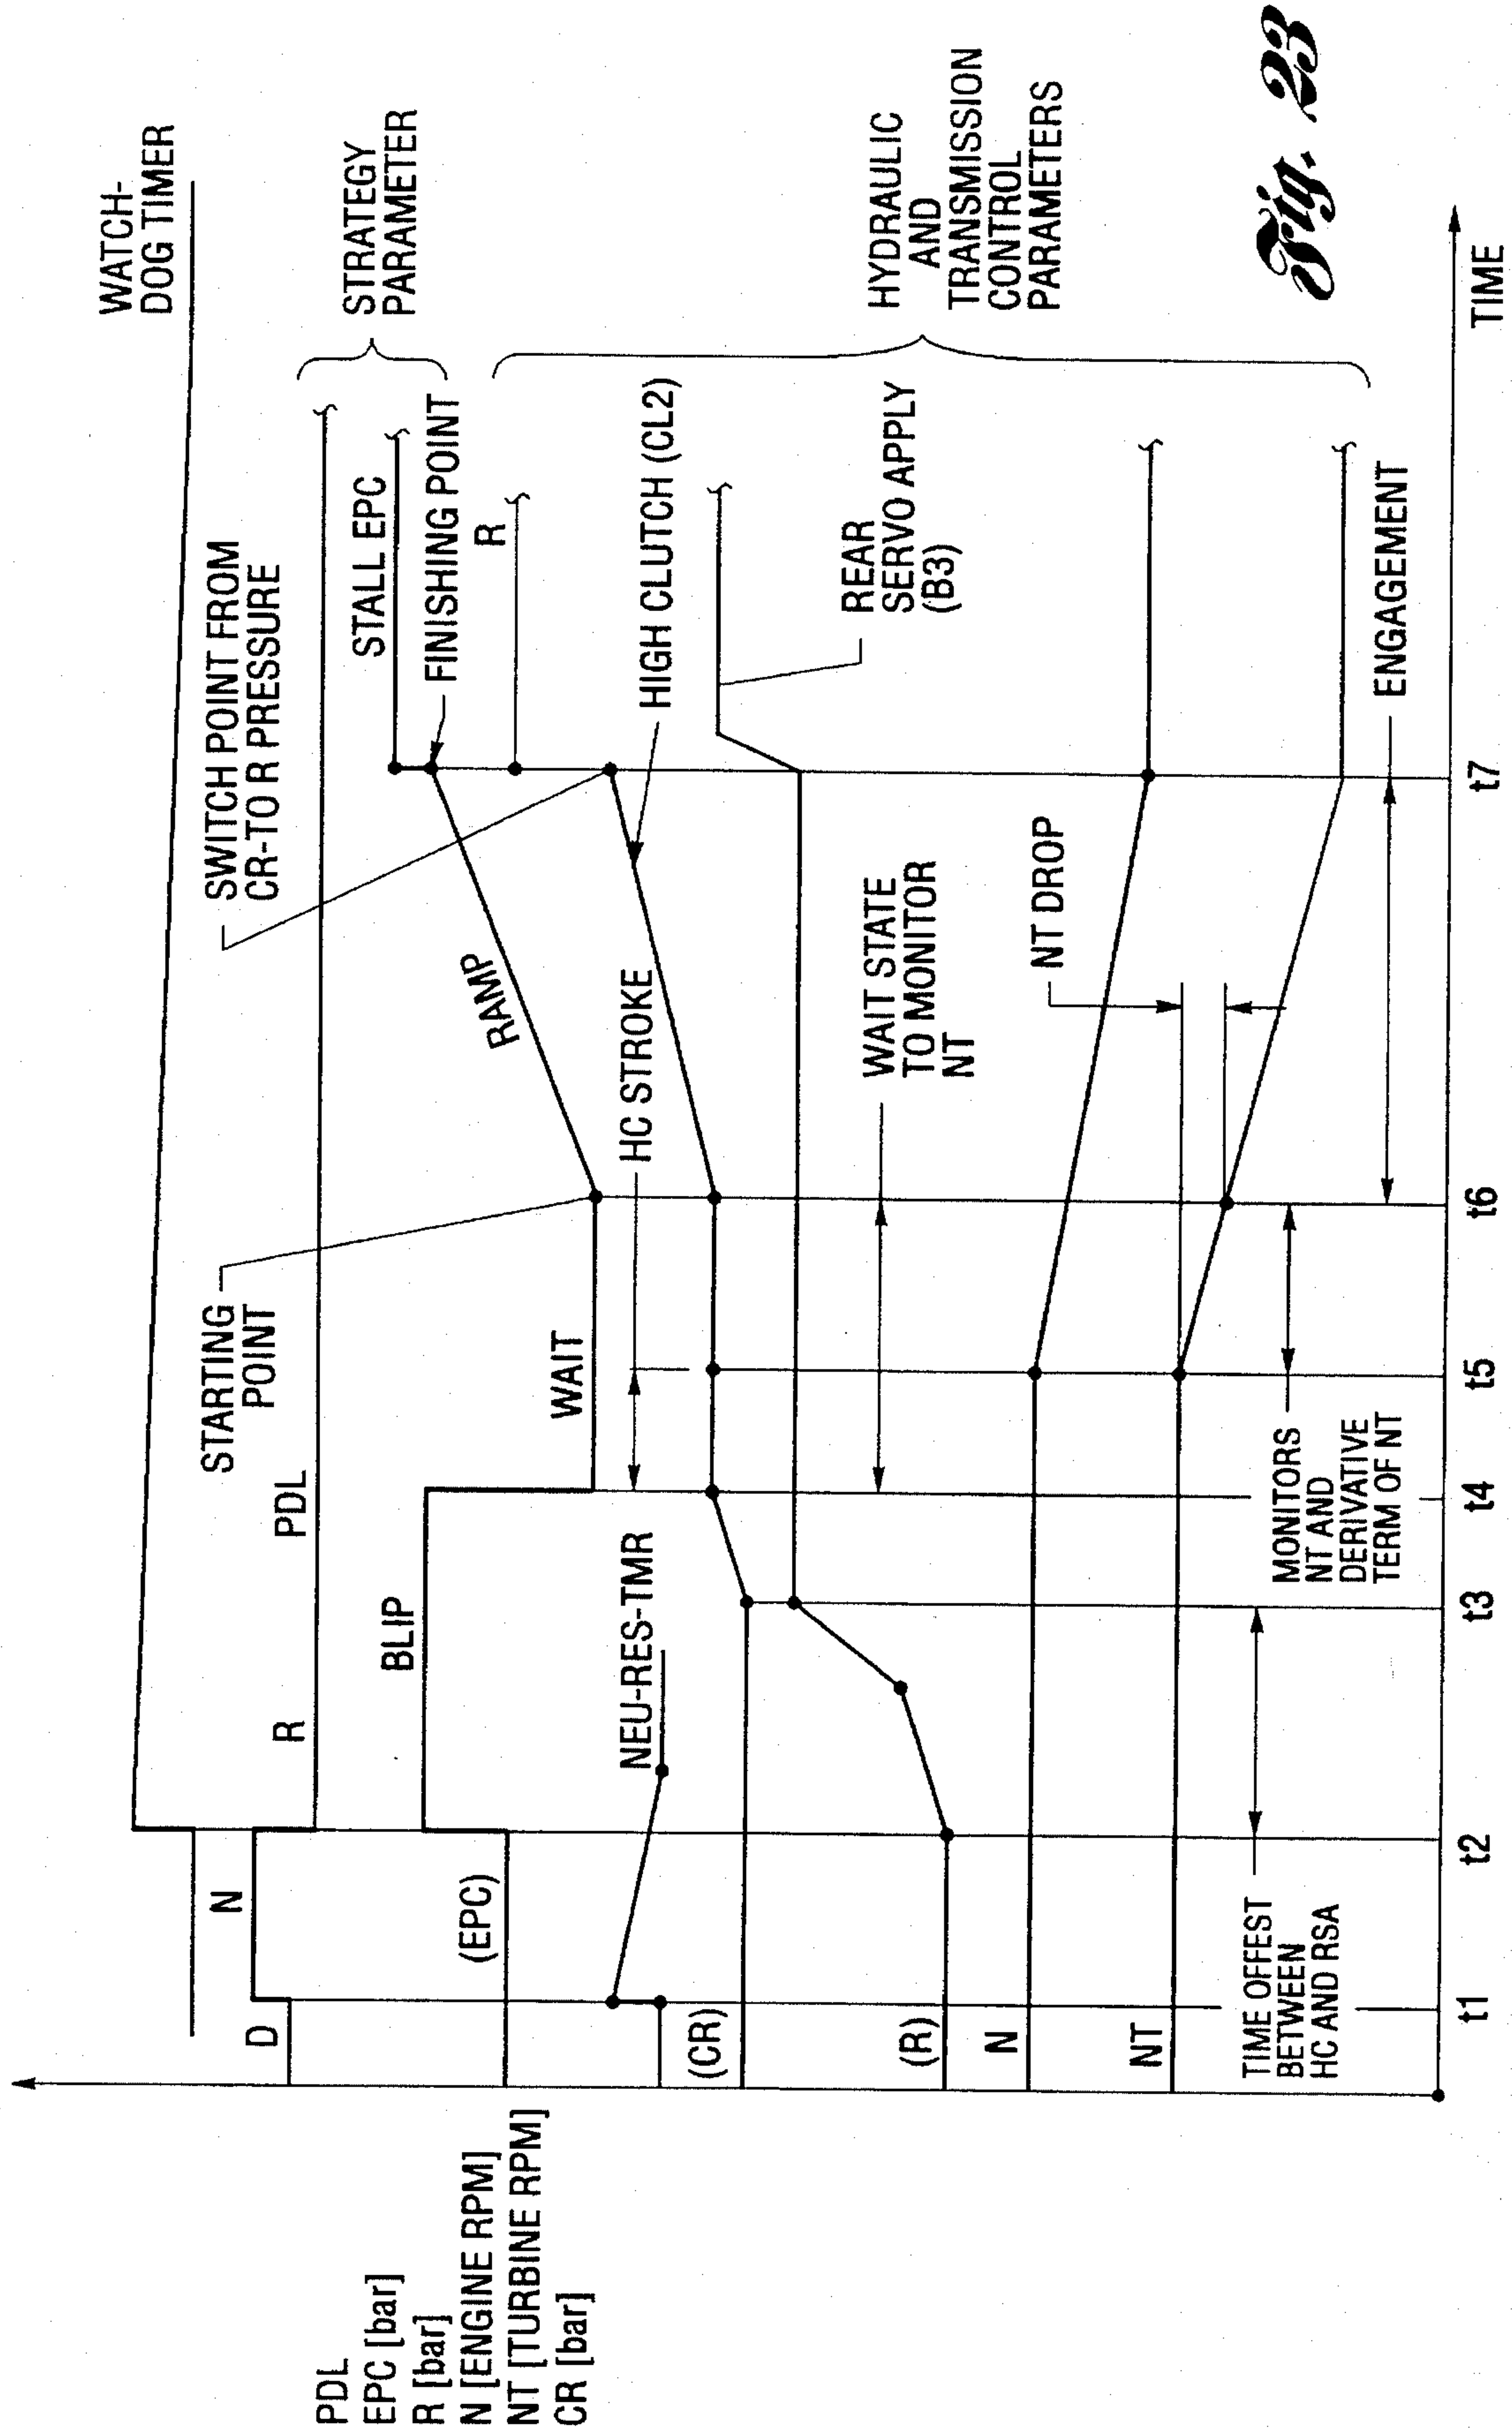 PDL
EPC [bar]
R [bar]
N [ENGINE RPM]
NT [TURBINE RPM]
CR [bar]
WATCH-
DOG TIMER
D
N
R
PDL
STRATEGY
PARAMETER
STARTING
POINT
SWITCH POINT FROM
CR-TO R PRESSURE
(EPC)
BLIP
WAIT
RAMP
STALL EPC
FINISHING POINT
R
NEU-RES-TMR
HC STROKE
HIGH CLUTCH (CL2)
(CR)
REAR
SERVO APPLY
(B3)
(R)
WAIT STATE
TO MONITOR
NT
N
NT DROP
NT
HYDRAULIC
AND
TRANSMISSION
CONTROL
PARAMETERS
TIME OFFEST
BETWEEN
HC AND RSA
MONITORS
NT AND
DERIVATIVE
TERM OF NT
ENGAGEMENT
t1
t2
t3
t4
t5
t6
t7
TIME
Fig. 23